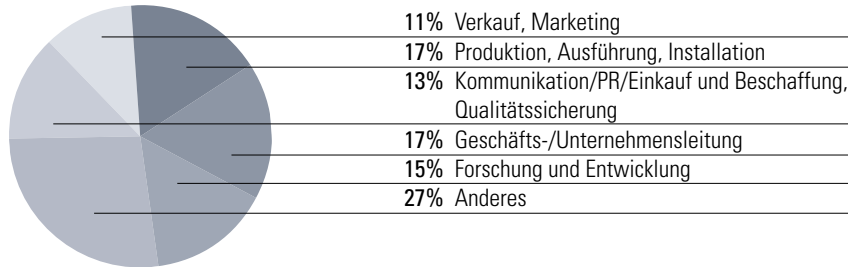 11% Verkauf, Marketing
17% Produktion, Ausführung, Installation
13% Kommunikation/PR/Einkauf und Beschaffung,
Qualitätssicherung
17% Geschäfts-/Unternehmensleitung
15% Forschung und Entwicklung
27% Anderes